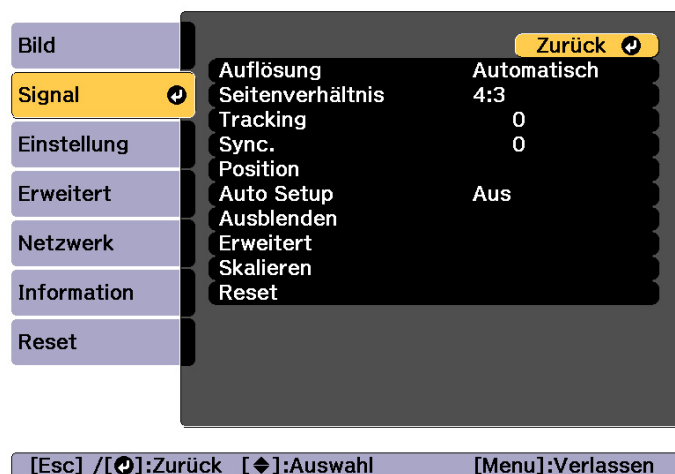 Bild
Signal
Einstellung
Erweitert
Netzwerk
Information
Reset
Zurück
Auflösung Automatisch
Seitenverhältnis 4:3
Tracking 0
Sync. 0
Position
Auto Setup Aus
Ausblenden
Erweitert
Skalieren
Reset
[Esc] /[⏎]:Zurück [◆]:Auswahl [Menu]:Verlassen